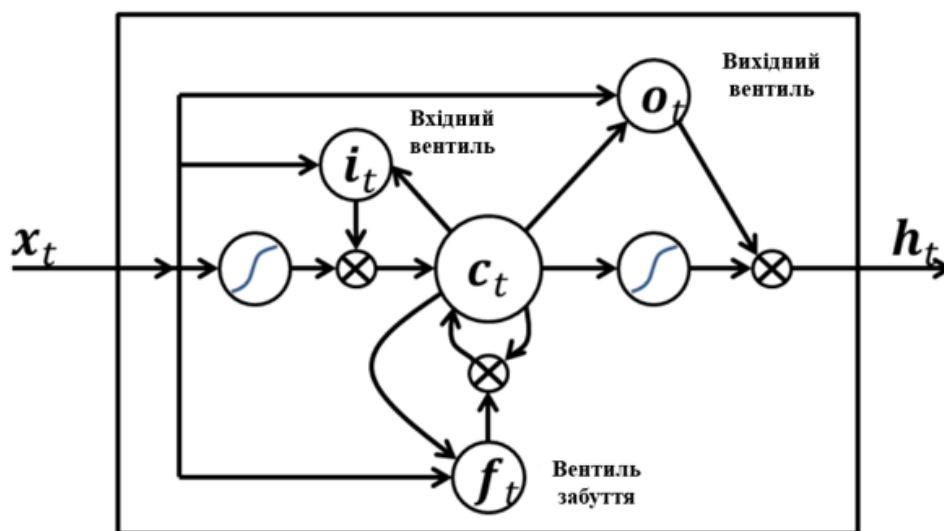 Вихідний
вентиль
o_t
Вхідний
вентиль
i_t
x_t
c_t
h_t
f_t
Вентиль
забуття